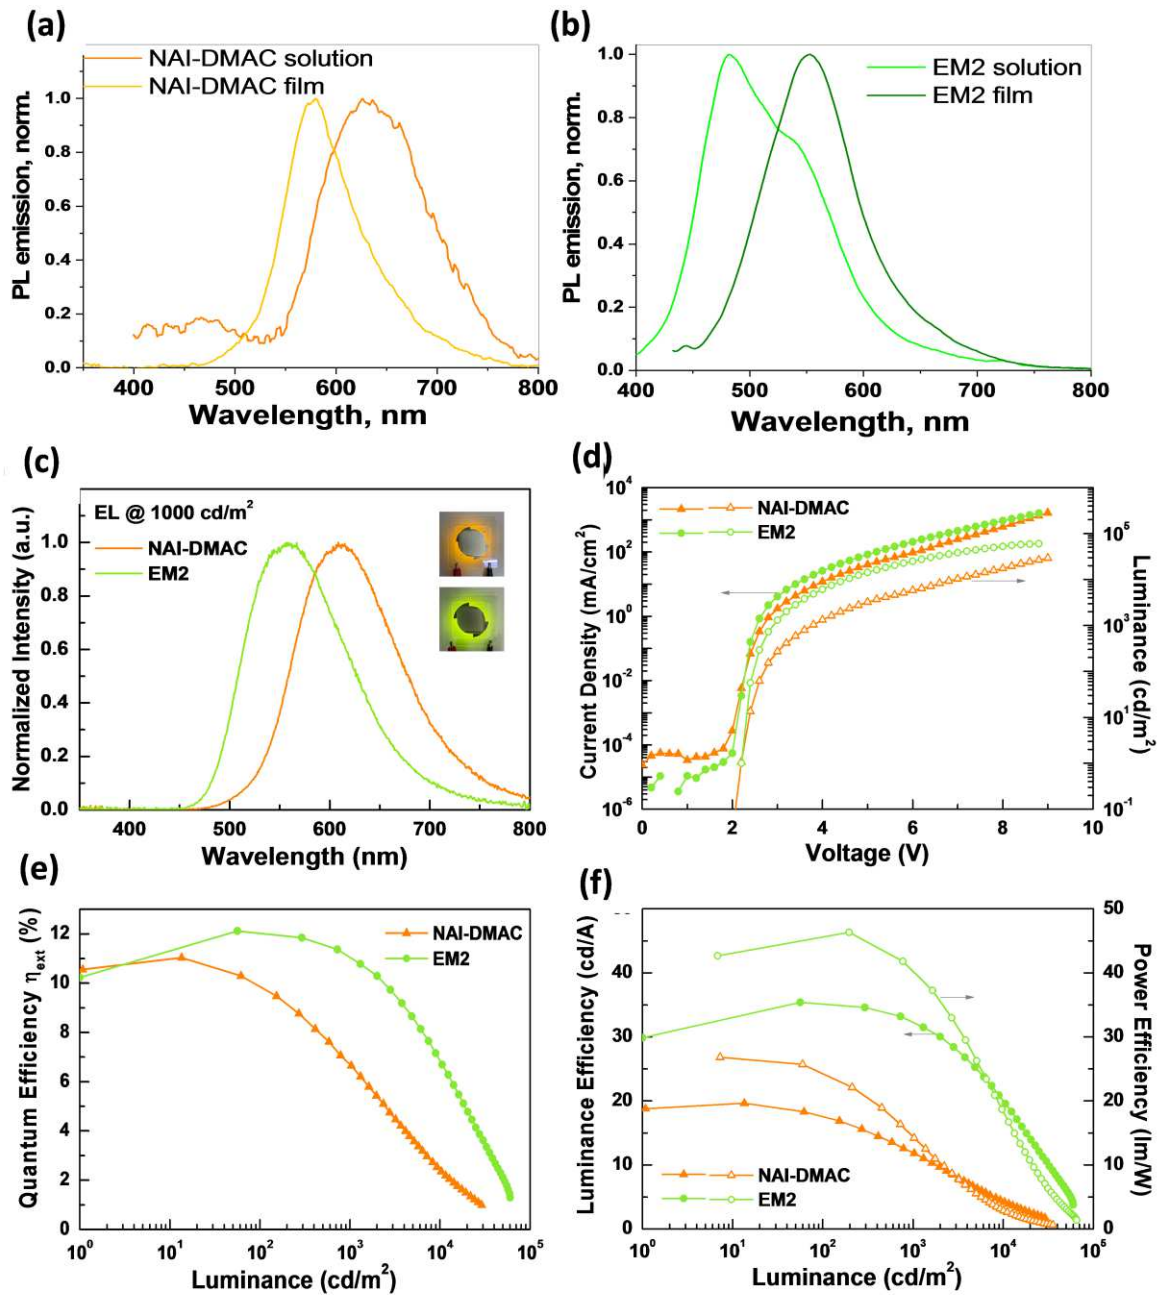 (a)
NAI-DMAC solution
NAI-DMAC film
PL emission, norm.
1.0
0.8
0.6
0.4
0.2
0.0
400 500 600 700 800
Wavelength, nm
(b)
EM2 solution
EM2 film
PL emission, norm.
1.0
0.8
0.6
0.4
0.2
0.0
400 500 600 700 800
Wavelength, nm
(c)
EL @ 1000 cd/m²
NAI-DMAC
EM2
Normalized Intensity (a.u.)
1.0
0.8
0.6
0.4
0.2
0.0
400 500 600 700 800
Wavelength (nm)
(d)
NAI-DMAC
EM2
Current Density (mA/cm²)
10⁴
10²
10⁰
10⁻²
10⁻⁴
10⁻⁶
Luminance (cd/m²)
10⁵
10³
10¹
10⁻¹
0 2 4 6 8 10
Voltage (V)
(e)
NAI-DMAC
EM2
Quantum Efficiency ηext (%)
12
10
8
6
4
2
0
10⁰ 10¹ 10² 10³ 10⁴ 10⁵
Luminance (cd/m²)
(f)
NAI-DMAC
EM2
Luminance Efficiency (cd/A)
40
30
20
10
0
Power Efficiency (lm/W)
50
40
30
20
10
0
10⁰ 10¹ 10² 10³ 10⁴ 10⁵
Luminance (cd/m²)